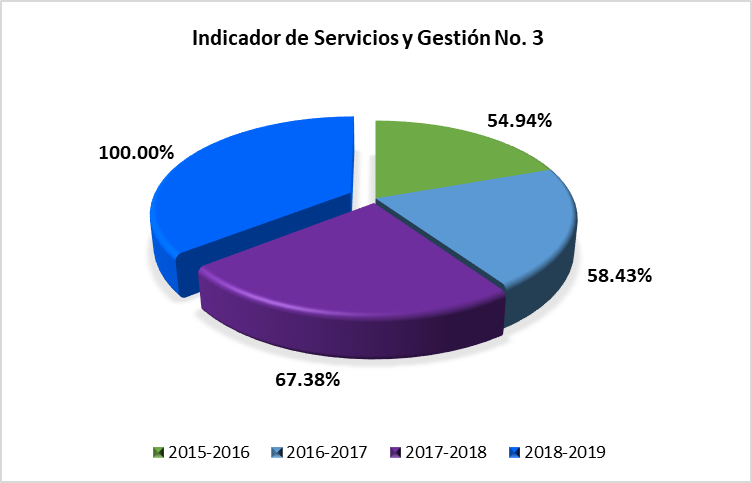 Indicador de Servicios y Gestión No. 3
54.94%
100.00%
58.43%
67.38%
2015-2016 2016-2017 2017-2018 2018-2019